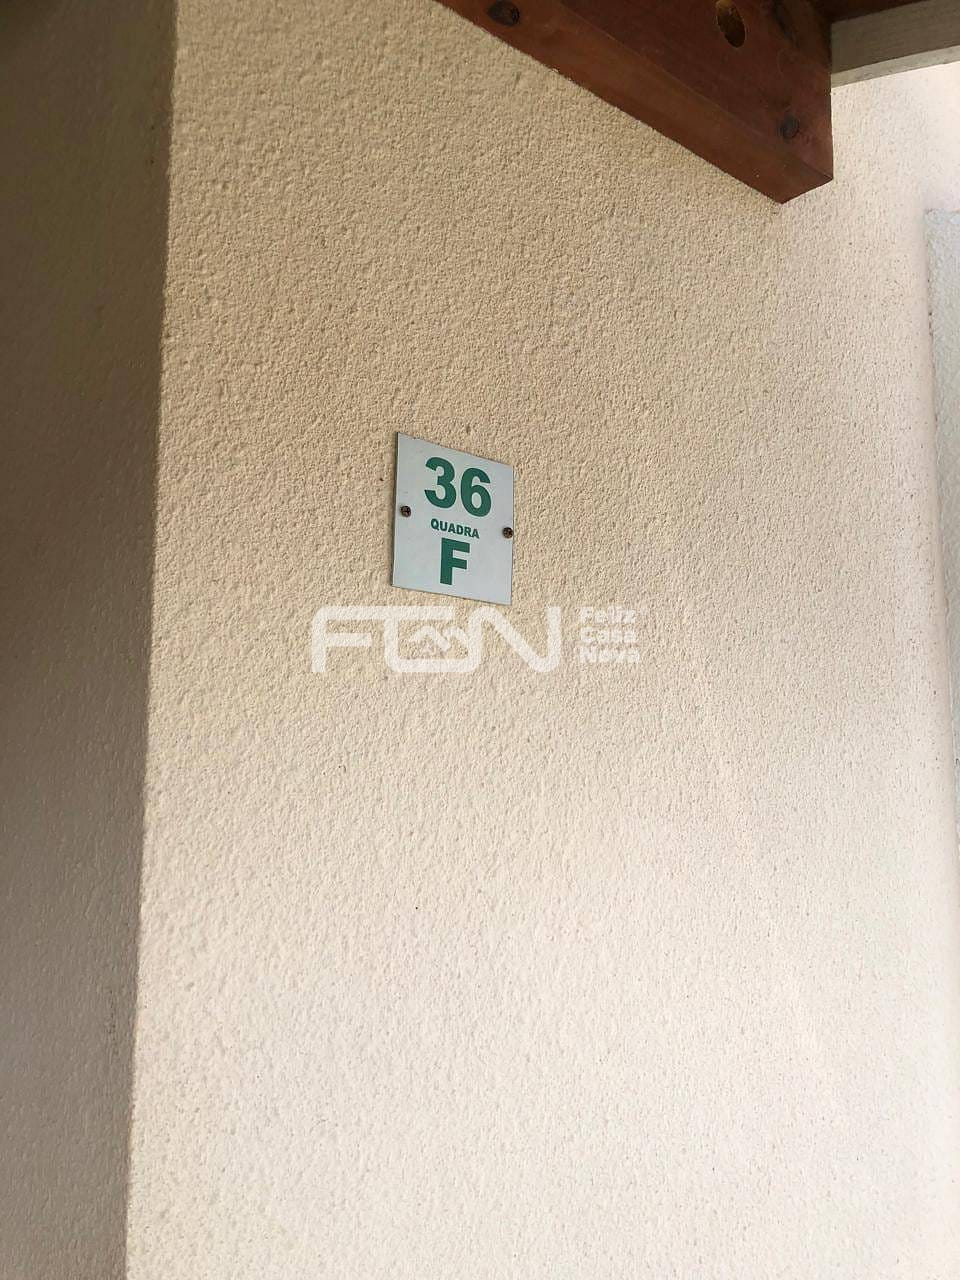 36
QUADRA
F
FCN
Feliz
Casa
Nova